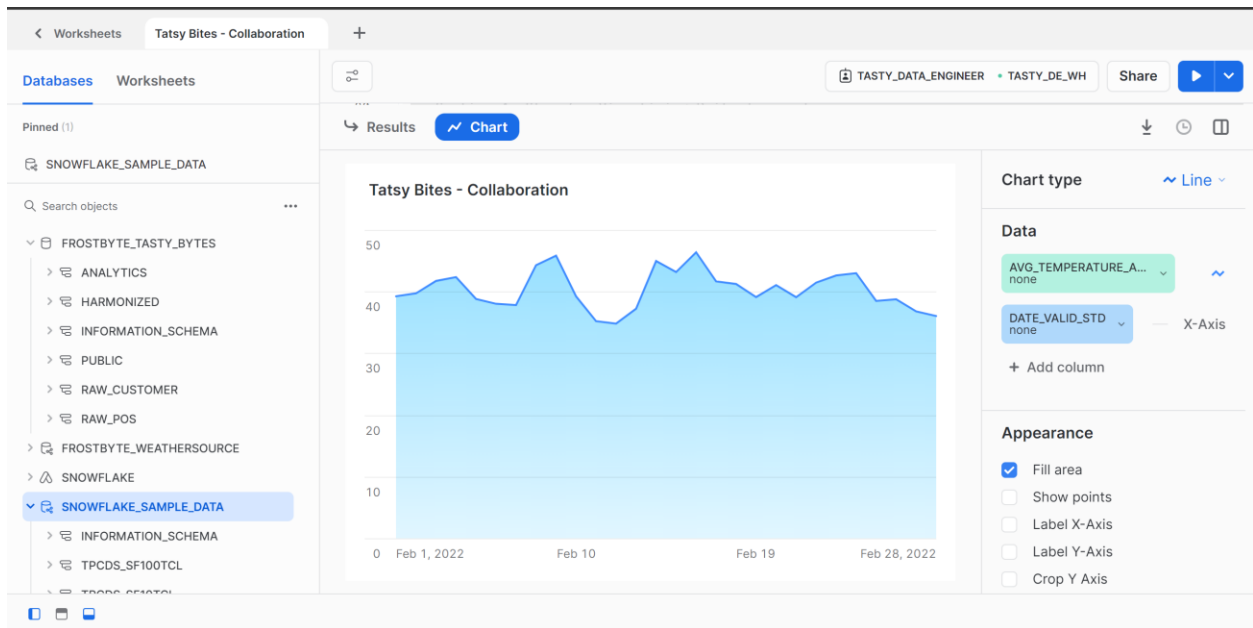 Worksheets
Tatsy Bites - Collaboration
Databases
Worksheets
Pinned (1)
SNOWFLAKE_SAMPLE_DATA
Search objects
FROSTBYTE_TASTY_BYTES
ANALYTICS
HARMONIZED
INFORMATION_SCHEMA
PUBLIC
RAW_CUSTOMER
RAW_POS
FROSTBYTE_WEATHERSOURCE
SNOWFLAKE
SNOWFLAKE_SAMPLE_DATA
INFORMATION_SCHEMA
TPCDS_SF100TCL
TASTY_DATA_ENGINEER • TASTY_DE_WH
Share
Results
Chart
Tatsy Bites - Collaboration
50
40
30
20
10
0
Feb 1, 2022
Feb 10
Feb 19
Feb 28, 2022
Chart type
Line
Data
AVG_TEMPERATURE_A...
none
DATE_VALID_STD
none
X-Axis
+ Add column
Appearance
Fill area
Show points
Label X-Axis
Label Y-Axis
Crop Y Axis